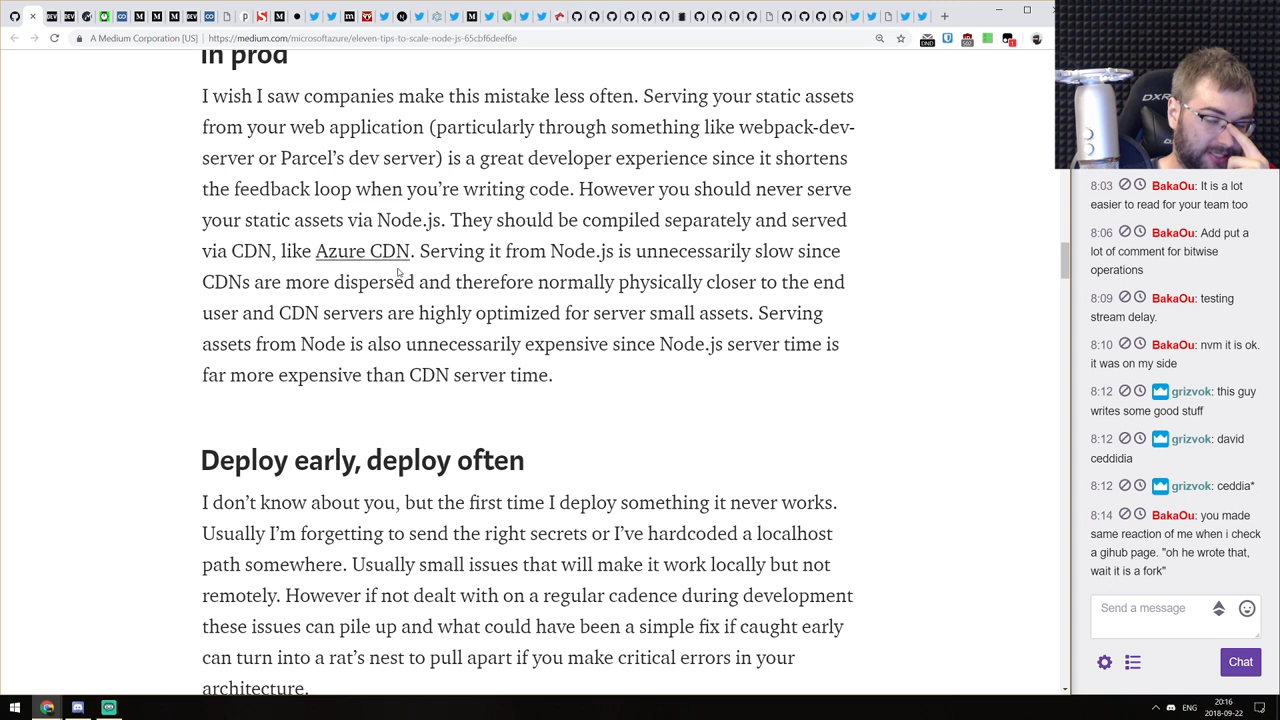 A Medium Corporation [US] | https://medium.com/microsoftazure/eleven-tips-to-scale-node-js-65cbf6deef6e
in prod
I wish I saw companies make this mistake less often. Serving your static assets
from your web application (particularly through something like webpack-dev-
server or Parcel’s dev server) is a great developer experience since it shortens
the feedback loop when you’re writing code. However you should never serve
your static assets via Node.js. They should be compiled separately and served
via CDN, like Azure CDN. Serving it from Node.js is unnecessarily slow since
CDNs are more dispersed and therefore normally physically closer to the end
user and CDN servers are highly optimized for server small assets. Serving
assets from Node is also unnecessarily expensive since Node.js server time is
far more expensive than CDN server time.
Deploy early, deploy often
I don’t know about you, but the first time I deploy something it never works.
Usually I’m forgetting to send the right secrets or I’ve hardcoded a localhost
path somewhere. Usually small issues that will make it work locally but not
remotely. However if not dealt with on a regular cadence during development
these issues can pile up and what could have been a simple fix if caught early
can turn into a rat’s nest to pull apart if you make critical errors in your
architecture.
DXR
8:03 BakaOu: It is a lot
easier to read for your team too
8:06 BakaOu: Add put a
lot of comment for bitwise
operations
8:09 BakaOu: testing
stream delay.
8:10 BakaOu: nvm it is ok.
it was on my side
8:12 grizvok: this guy
writes some good stuff
8:12 grizvok: david
ceddidia
8:12 grizvok: ceddia*
8:14 BakaOu: you made
same reaction of me when i check
a gihub page. "oh he wrote that,
wait it is a fork"
Send a message
Chat
ENG
20:16
2018-09-22